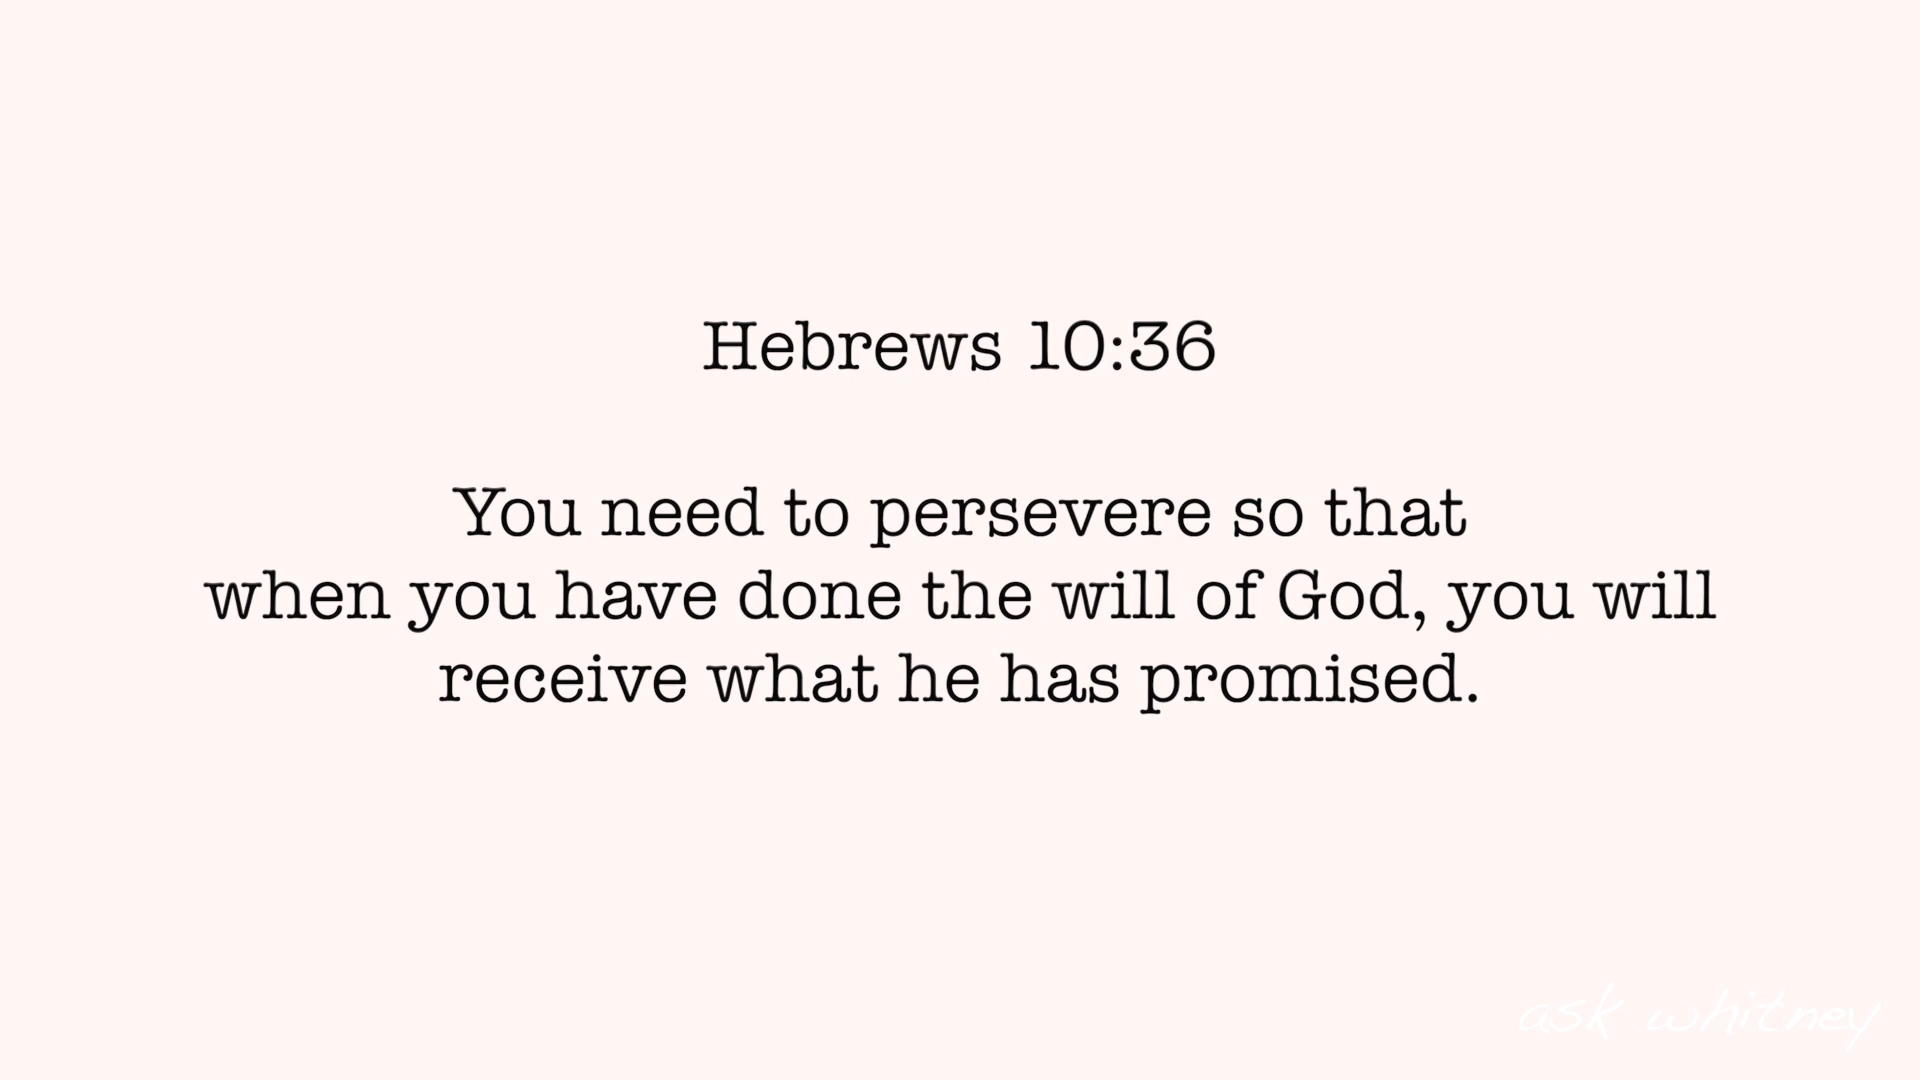 Hebrews 10:36
You need to persevere so that
when you have done the will of God, you will
receive what he has promised.
ask whitney